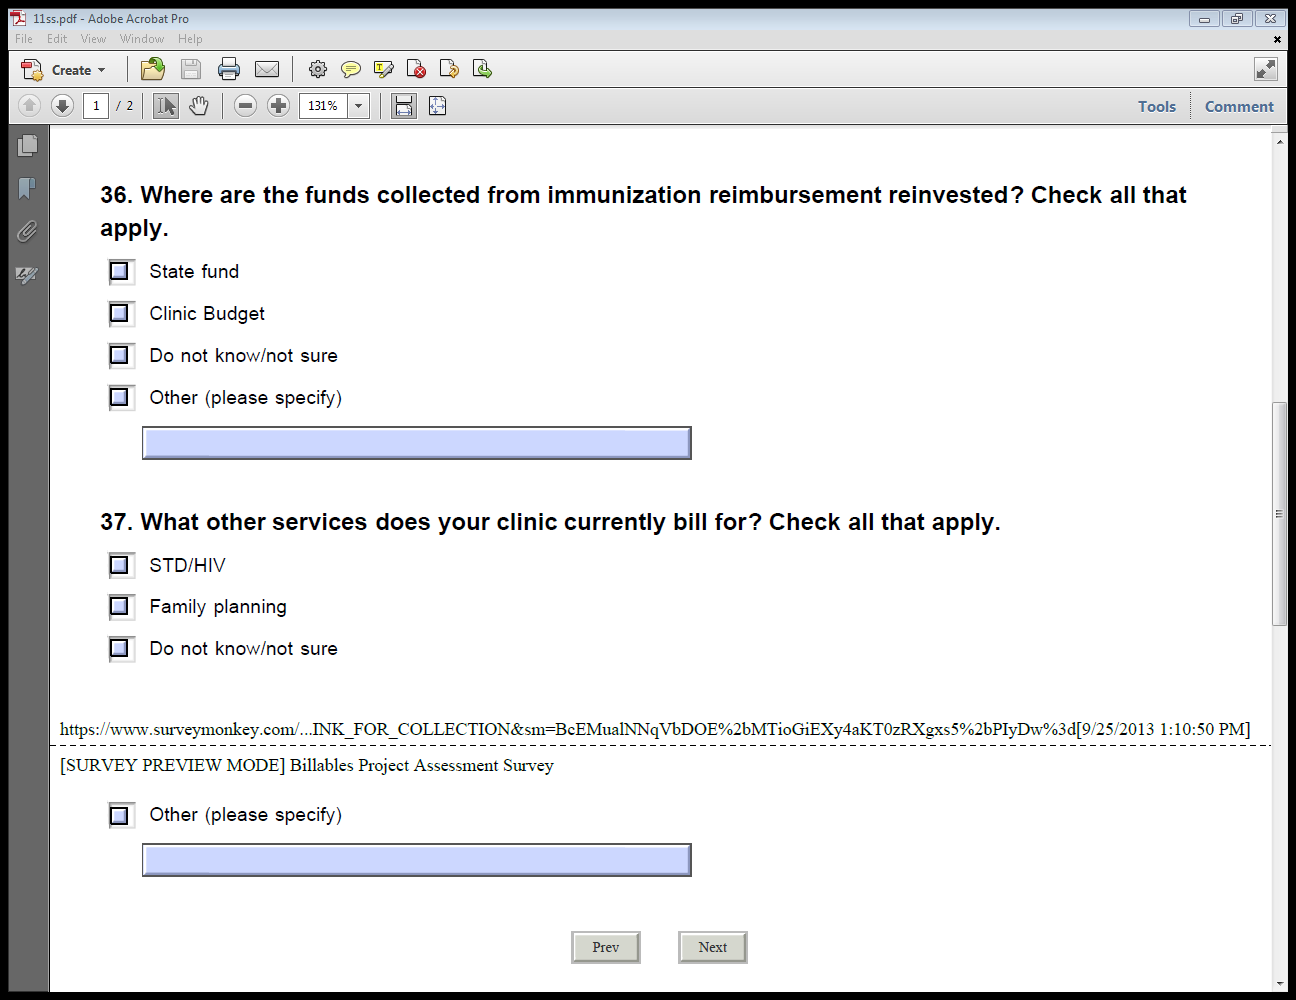 11ss.pdf - Adobe Acrobat Pro
File Edit View Window Help
Create
1 / 2 131% Tools Comment
36. Where are the funds collected from immunization reimbursement reinvested? Check all that
apply.
State fund
Clinic Budget
Do not know/not sure
Other (please specify)
37. What other services does your clinic currently bill for? Check all that apply.
STD/HIV
Family planning
Do not know/not sure
https://www.surveymonkey.com/...INK_FOR_COLLECTION&sm=BcEMualNNqVbDOE%2bMTioGiEXy4aKT0zRXgxs5%2bPIyDw%3d[9/25/2013 1:10:50 PM]
[SURVEY PREVIEW MODE] Billables Project Assessment Survey
Other (please specify)
Prev Next